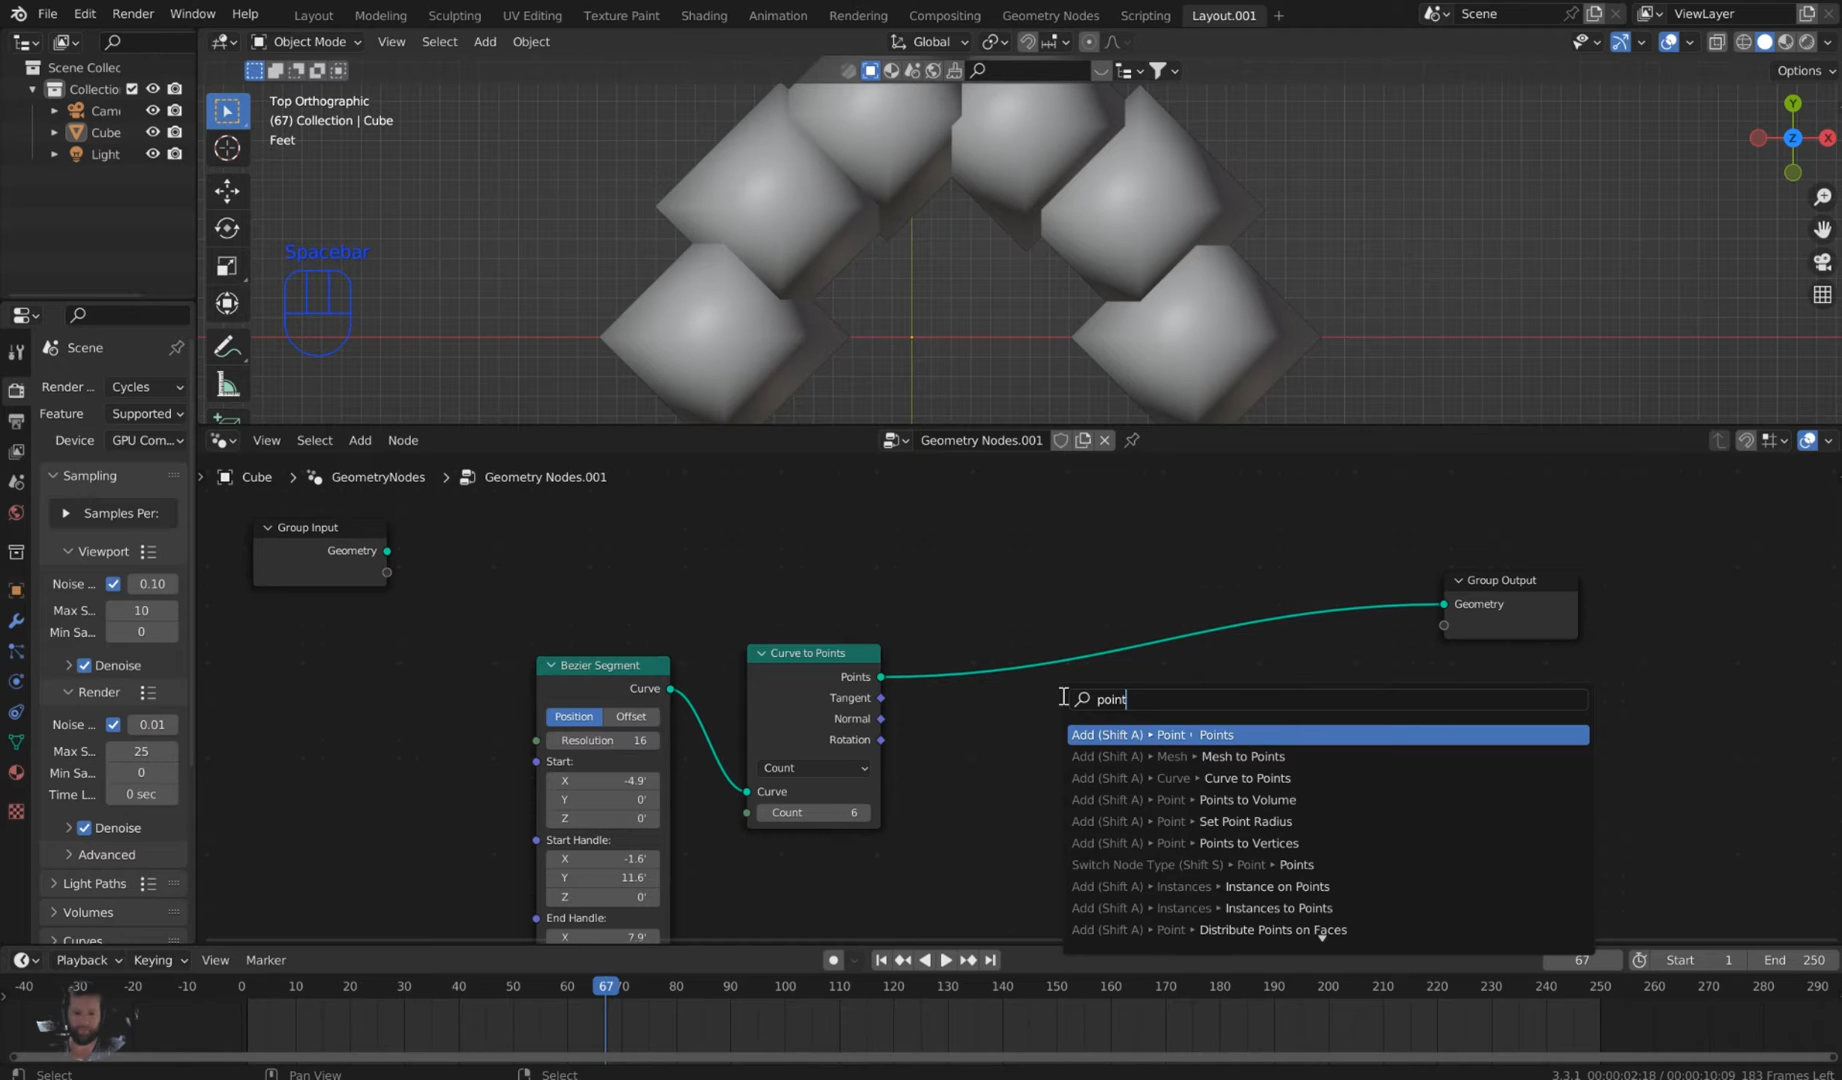 File Edit Render Window Help Layout Modeling Sculpting UV Editing Texture Paint Shading Animation Rendering Compositing Geometry Nodes Scripting Layout.001 + Scene ViewLayer
Object Mode View Select Add Object Global
Options
Scene Collec
Collectio
Cam
Cube
Light
Top Orthographic
(67) Collection | Cube
Feet
Y
Z
X
Spacebar
Scene
Render ... Cycles
Feature Supported
Device GPU Com...
Sampling
Samples Per:
Viewport
Noise ... 0.10
Max S... 10
Min Sa... 0
Denoise
Render
Noise ... 0.01
Max S... 25
Min Sa... 0
Time L... 0 sec
Denoise
Advanced
Light Paths
Volumes
Curves
View Select Add Node Geometry Nodes.001
Cube > GeometryNodes > Geometry Nodes.001
Group Input
Geometry
Group Output
Geometry
Bezier Segment
Curve
Position Offset
Resolution 16
Start:
X -4.9'
Y 0'
Z 0'
Start Handle:
X -1.6'
Y 11.6'
Z 0'
End Handle:
X 7.9'
Curve to Points
Points
Tangent
Normal
Rotation
Count
Curve
Count 6
point
Add (Shift A) ▸ Point ▸ Points
Add (Shift A) ▸ Mesh ▸ Mesh to Points
Add (Shift A) ▸ Curve ▸ Curve to Points
Add (Shift A) ▸ Point ▸ Points to Volume
Add (Shift A) ▸ Point ▸ Set Point Radius
Add (Shift A) ▸ Point ▸ Points to Vertices
Switch Node Type (Shift S) ▸ Point ▸ Points
Add (Shift A) ▸ Instances ▸ Instance on Points
Add (Shift A) ▸ Instances ▸ Instances to Points
Add (Shift A) ▸ Point ▸ Distribute Points on Faces
Playback Keying View Marker 67 Start 1 End 250
-40 -30 -20 -10 0 10 20 30 40 50 60 67 70 80 90 100 110 120 130 140 150 160 170 180 190 200 210 220 230 240 250 260 270 280 290
Select Pan View Select 3.3.1 00:00:02:18 / 00:00:10:09 183 Frames Left